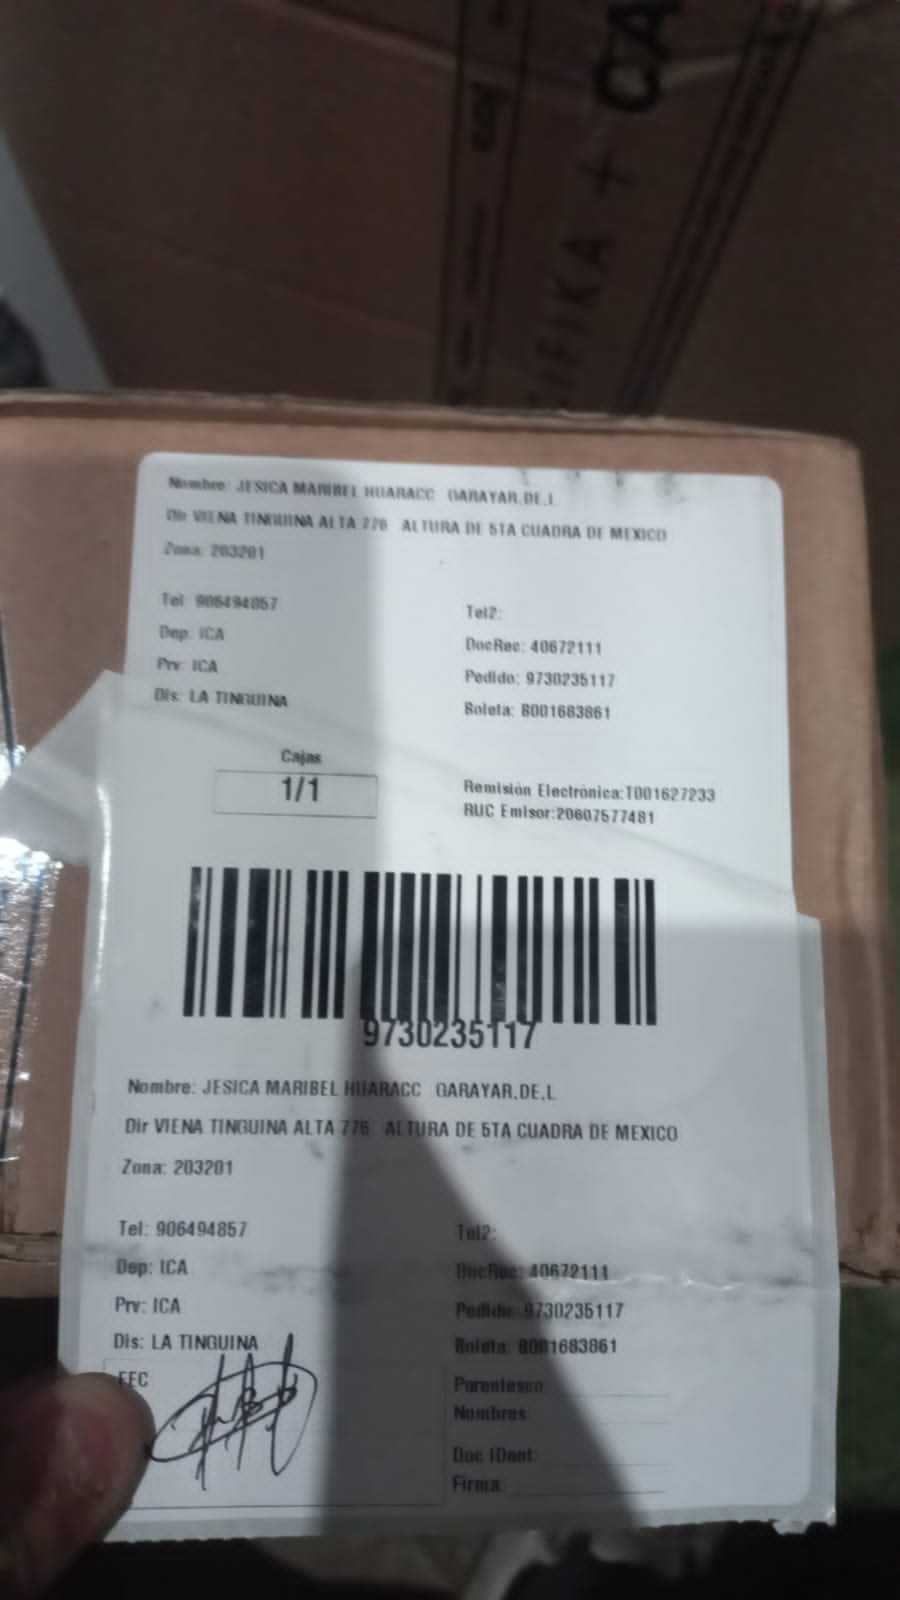 IFIKA + CA
Nombre: JESICA MARIBEL HUARACC GARAYAR.DE.L
Dir VIENA TINGUINA ALTA 776 ALTURA DE 5TA CUADRA DE MEXICO
Zona: 203201
Tel: 906494857 Tel2:
Dep: ICA DocRec: 40672111
Prv: ICA Pedido: 9730235117
Dis: LA TINGUINA Boleta: B001683861
Cajas
1/1
Remisión Electrónica:T001627233
RUC Emisor:20607577481
9730235117
Nombre: JESICA MARIBEL HUARACC GARAYAR.DE.L
Dir VIENA TINGUINA ALTA 776 ALTURA DE 5TA CUADRA DE MEXICO
Zona: 203201
Tel: 906494857 Tel2:
Dep: ICA DocRec: 40672111
Prv: ICA Pedido: 9730235117
Dis: LA TINGUINA Boleta: B001683861
FEC Parentesco:
Nombres:
Doc IDent:
Firma: